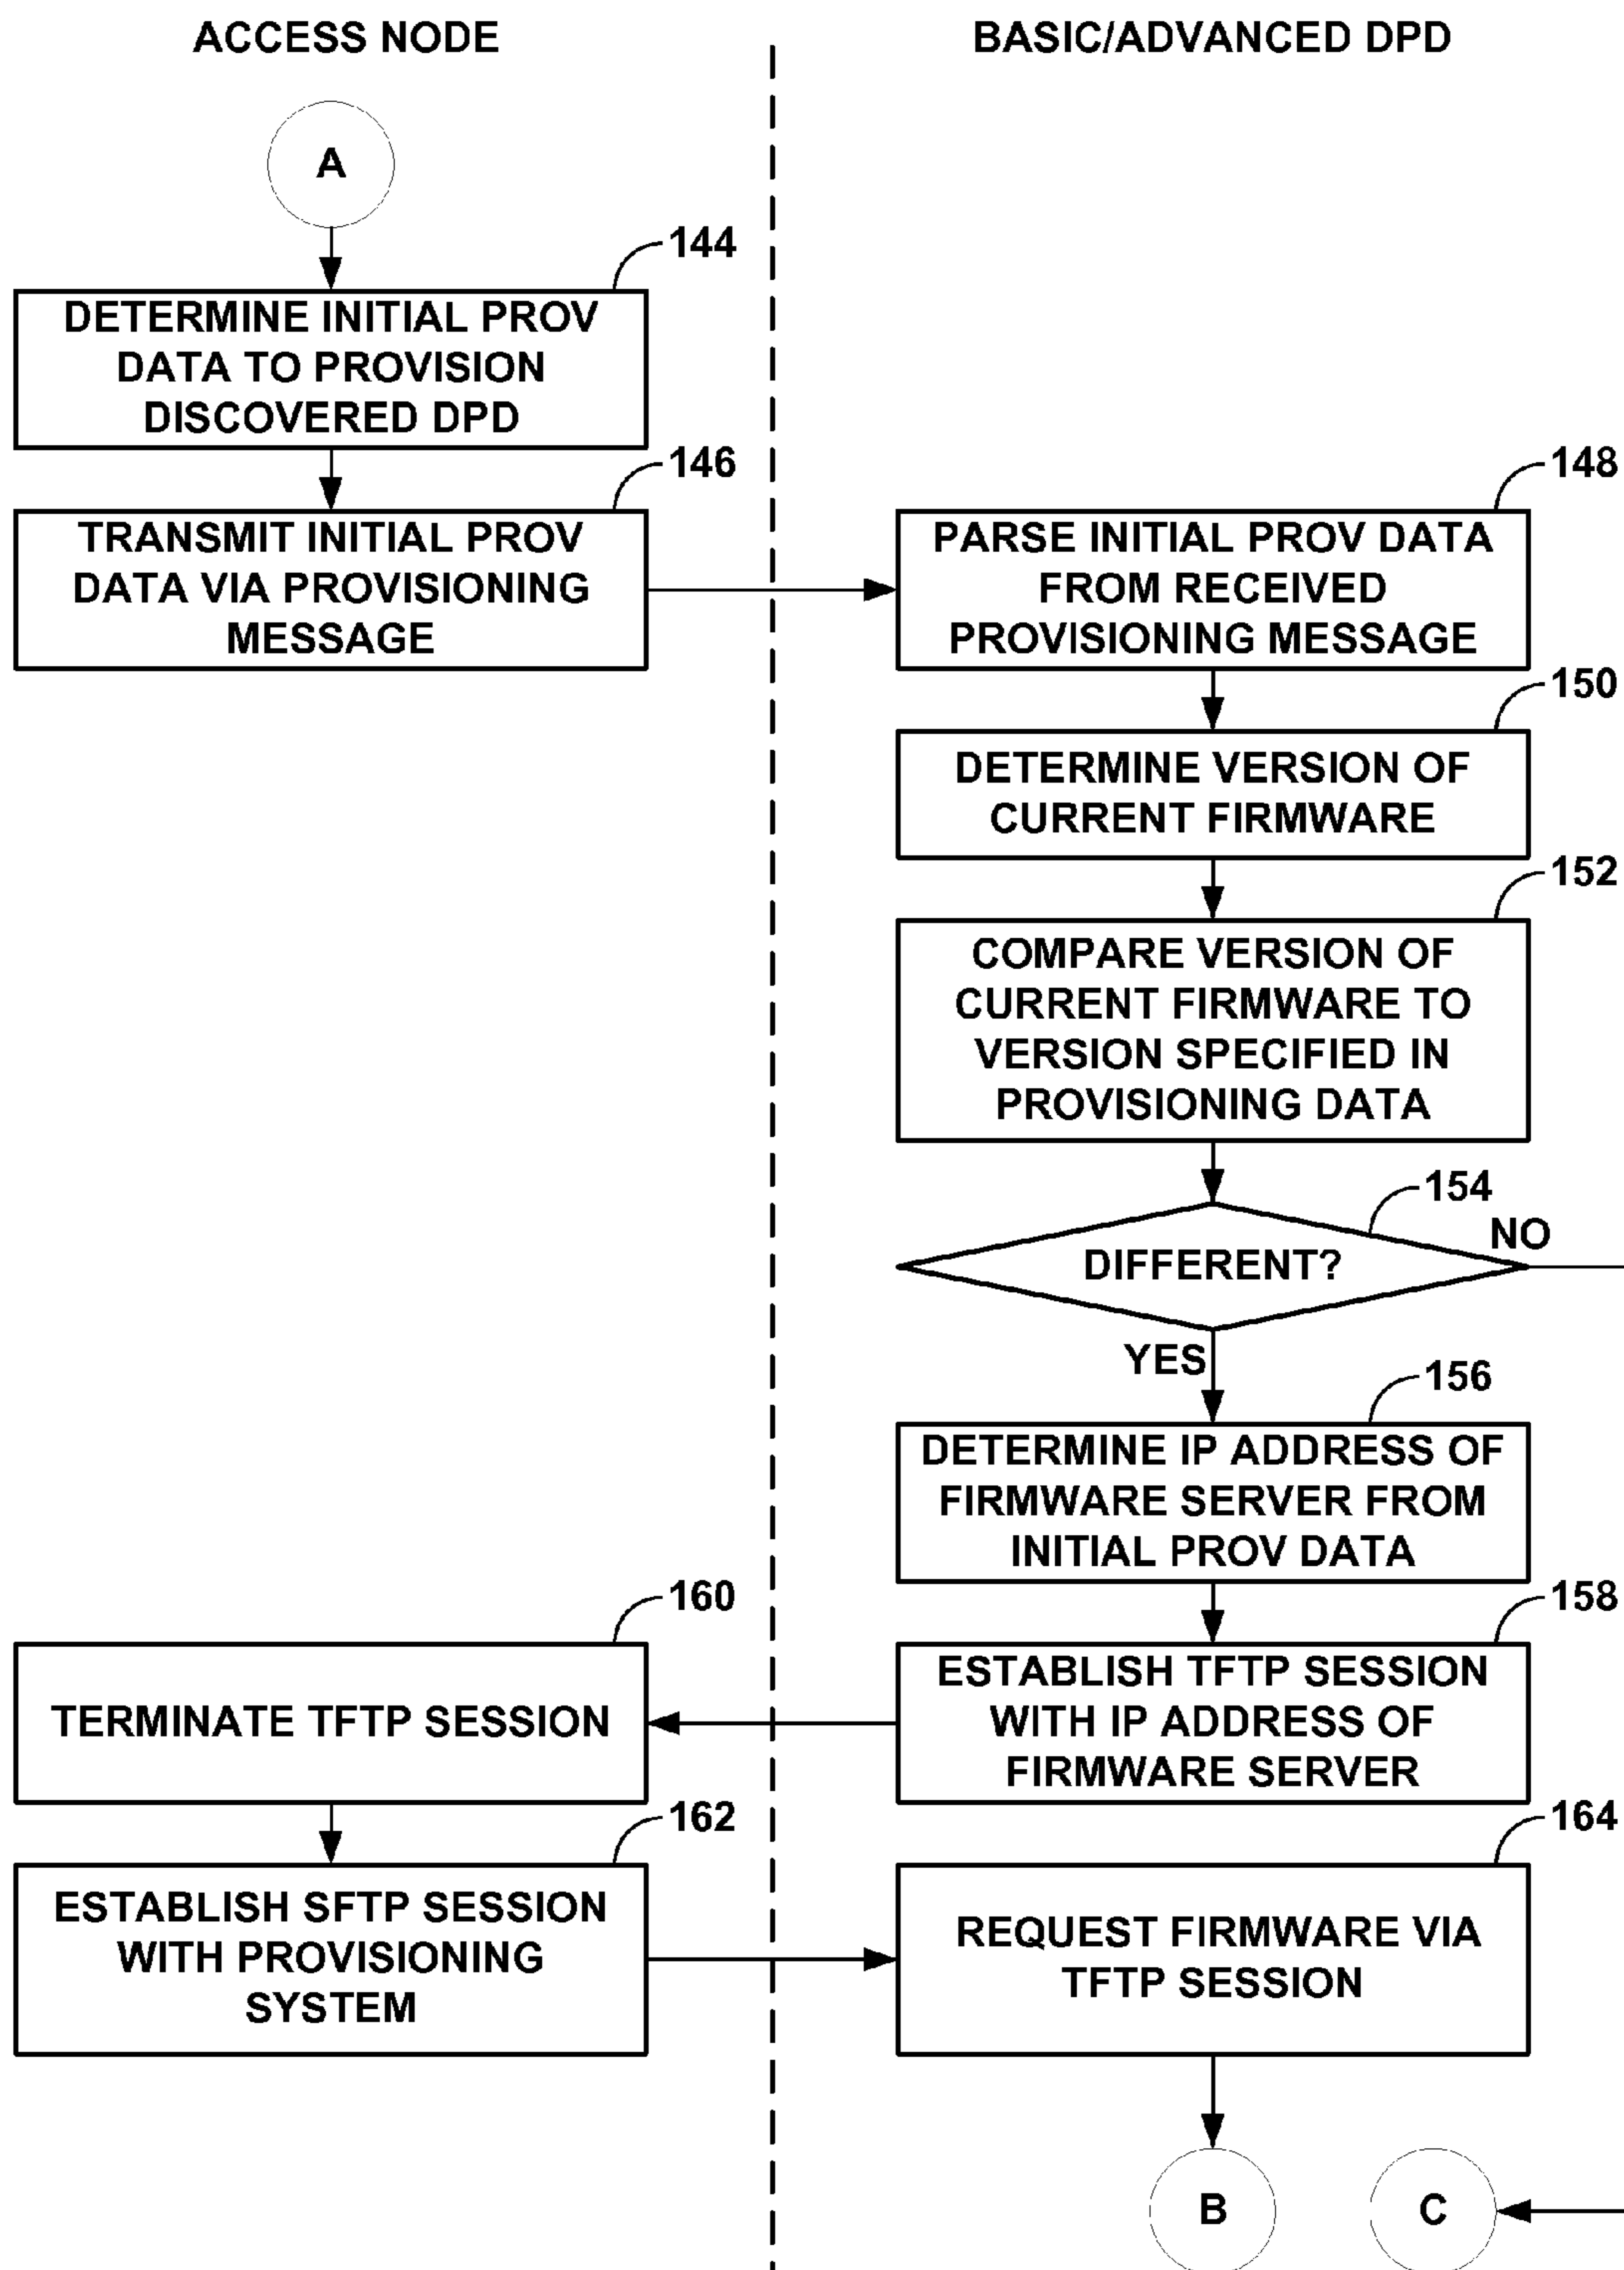 ACCESS NODE
BASIC/ADVANCED DPD
A
144
DETERMINE INITIAL PROV
DATA TO PROVISION
DISCOVERED DPD
146
TRANSMIT INITIAL PROV
DATA VIA PROVISIONING
MESSAGE
148
PARSE INITIAL PROV DATA
FROM RECEIVED
PROVISIONING MESSAGE
150
DETERMINE VERSION OF
CURRENT FIRMWARE
152
COMPARE VERSION OF
CURRENT FIRMWARE TO
VERSION SPECIFIED IN
PROVISIONING DATA
154
DIFFERENT?
NO
YES
156
DETERMINE IP ADDRESS OF
FIRMWARE SERVER FROM
INITIAL PROV DATA
158
ESTABLISH TFTP SESSION
WITH IP ADDRESS OF
FIRMWARE SERVER
160
TERMINATE TFTP SESSION
162
ESTABLISH SFTP SESSION
WITH PROVISIONING
SYSTEM
164
REQUEST FIRMWARE VIA
TFTP SESSION
B
C